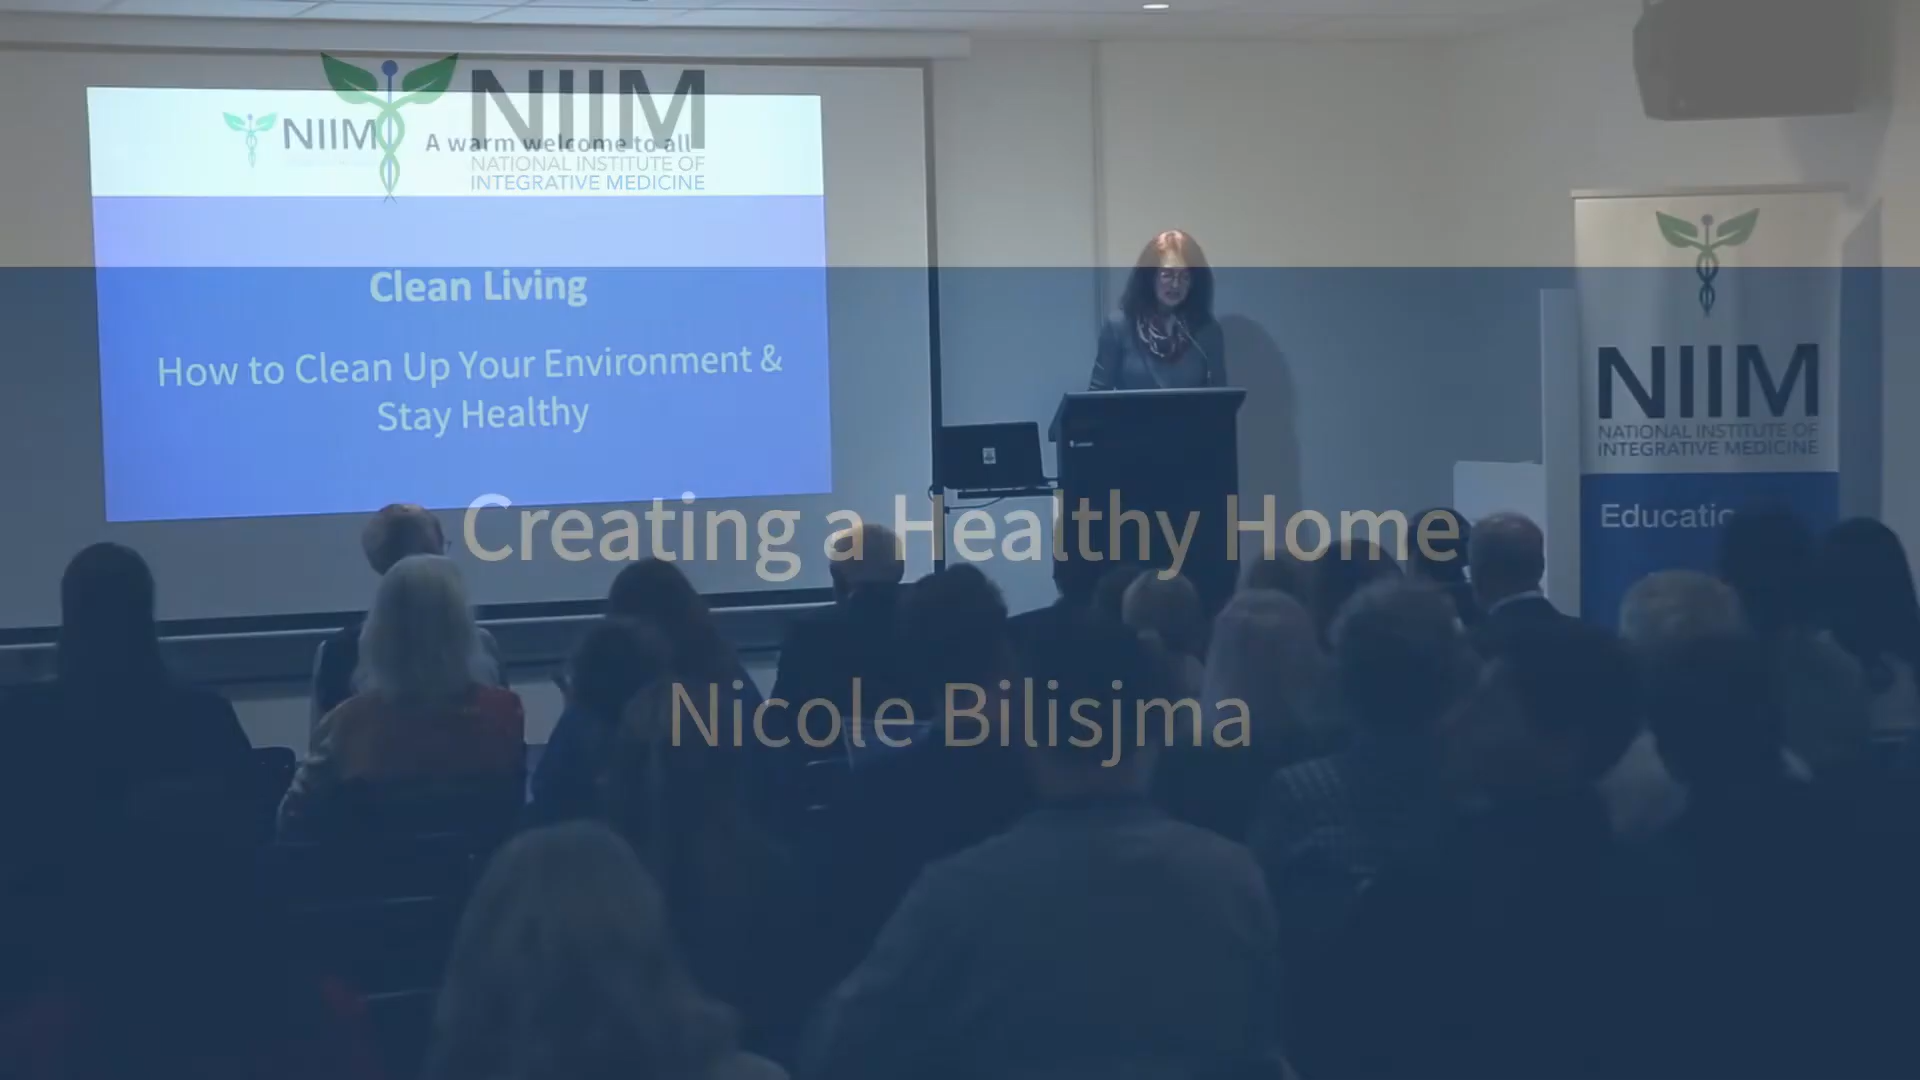 NIIM
NATIONAL INSTITUTE OF
INTEGRATIVE MEDICINE
NIIM
A warm welcome to all
Clean Living
How to Clean Up Your Environment &
Stay Healthy
Creating a Healthy Home
Nicole Bilisjma
NIIM
NATIONAL INSTITUTE OF
INTEGRATIVE MEDICINE